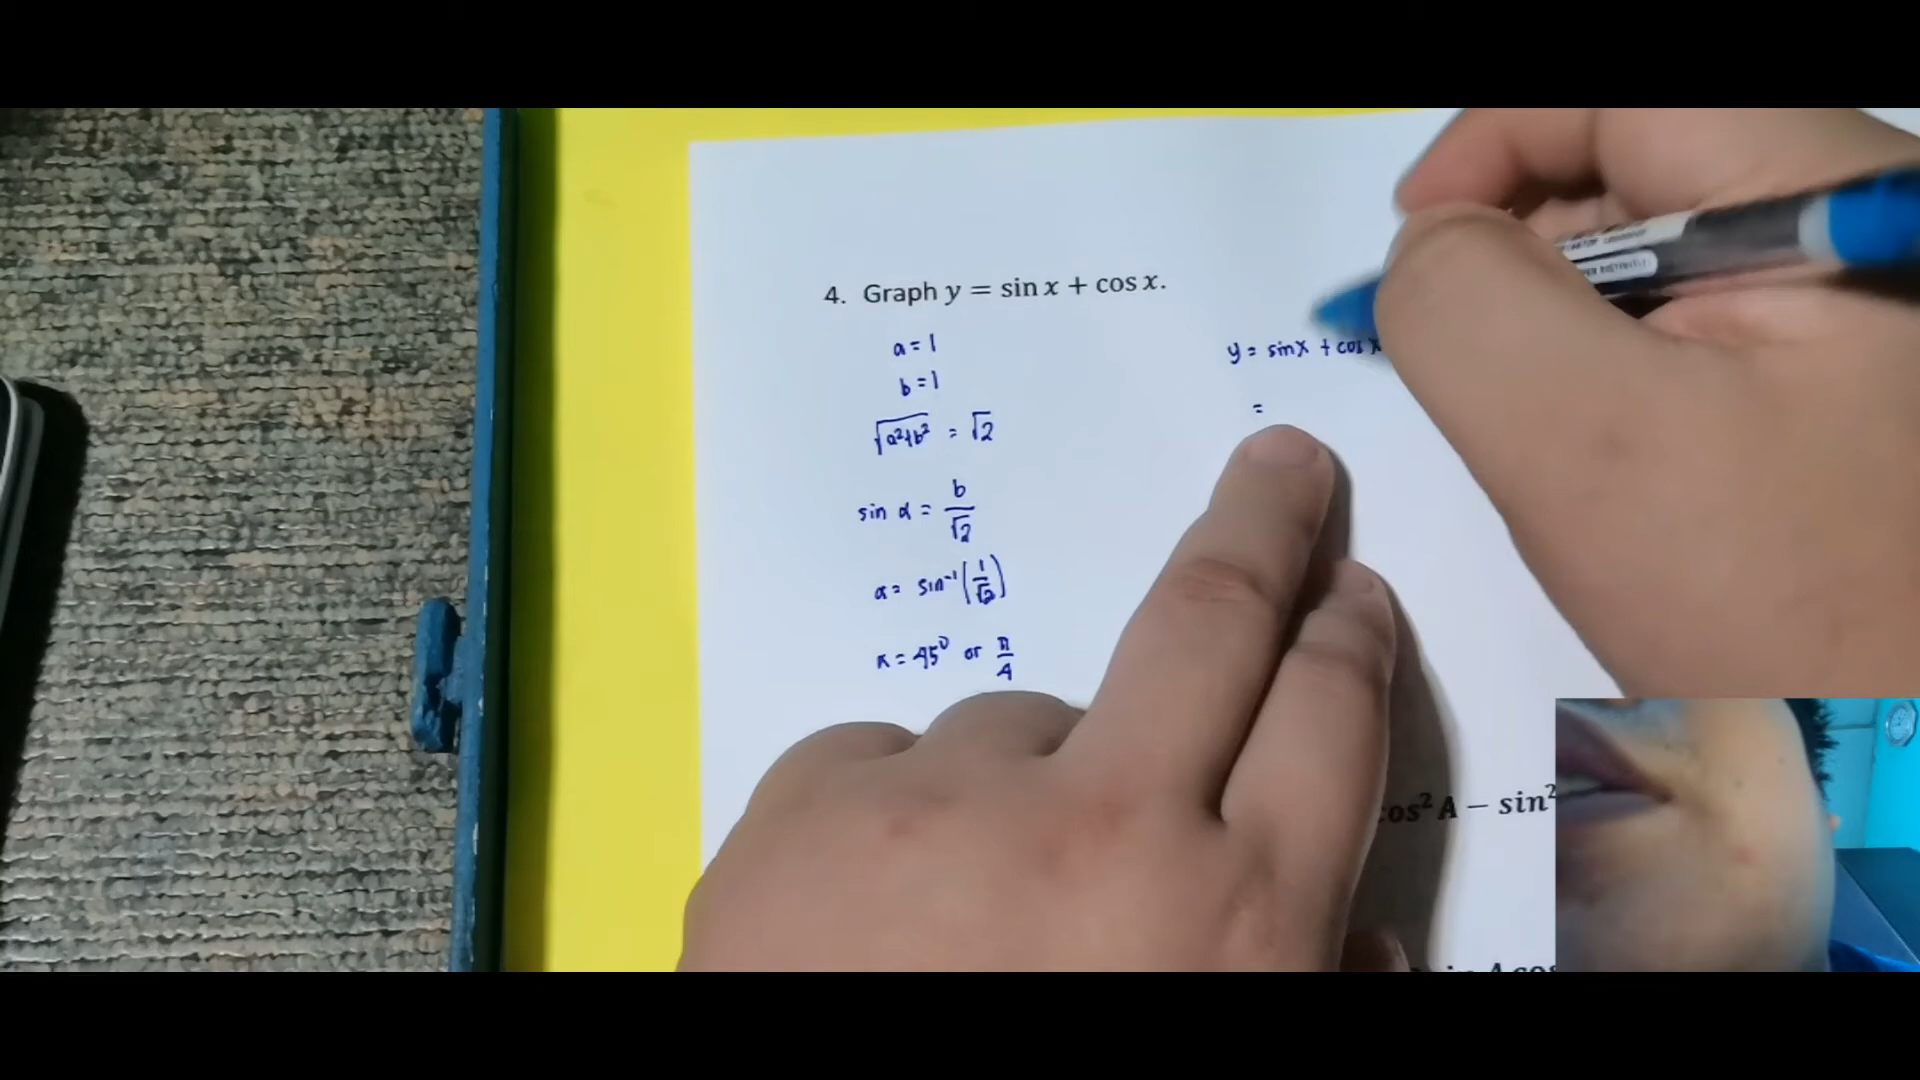 4. Graph y = sin x + cos x.
a = 1
b = 1
√a²+b² = √2
sin α = b/√2
α = sin⁻¹(1/√2)
α = 45° or π/4
y = sin x + cos x
=
cos² A − sin²